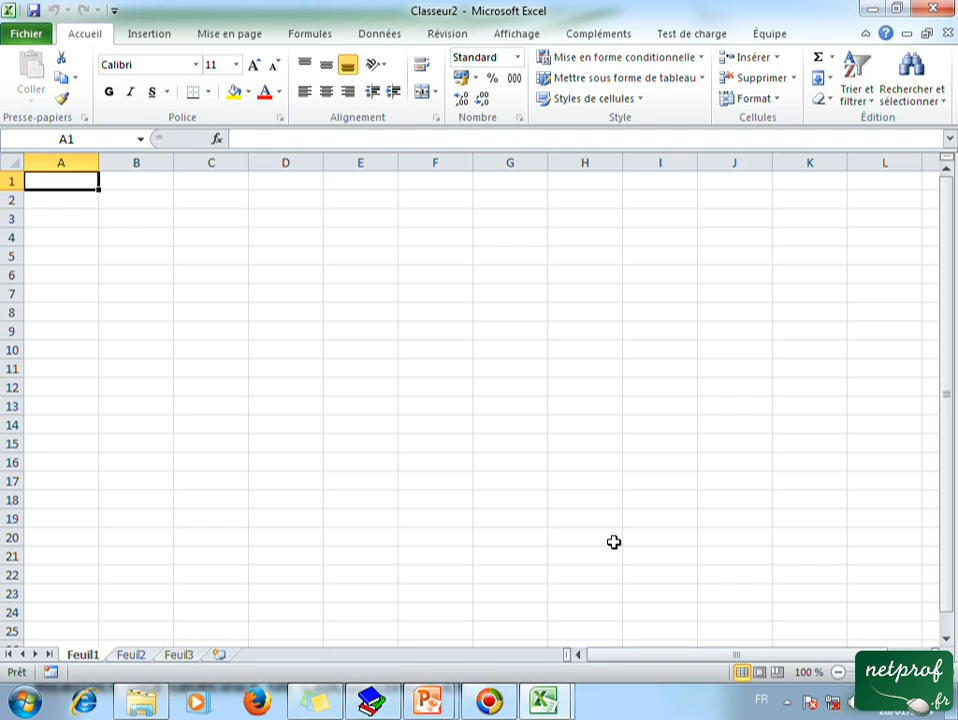 Classeur2 - Microsoft Excel
Fichier Accueil Insertion Mise en page Formules Données Révision Affichage Compléments Test de charge Équipe
Coller
Presse-papiers
Calibri 11
G I S
Police
Alignement
Standard
% 000
Nombre
Mise en forme conditionnelle
Mettre sous forme de tableau
Styles de cellules
Style
Insérer
Supprimer
Format
Cellules
Σ
Trier et filtrer
Rechercher et sélectionner
Édition
A1 fx
A B C D E F G H I J K L
1
2
3
4
5
6
7
8
9
10
11
12
13
14
15
16
17
18
19
20
21
22
23
24
25
Feuil1 Feuil2 Feuil3
Prêt 100 %
FR
netprof
.fr